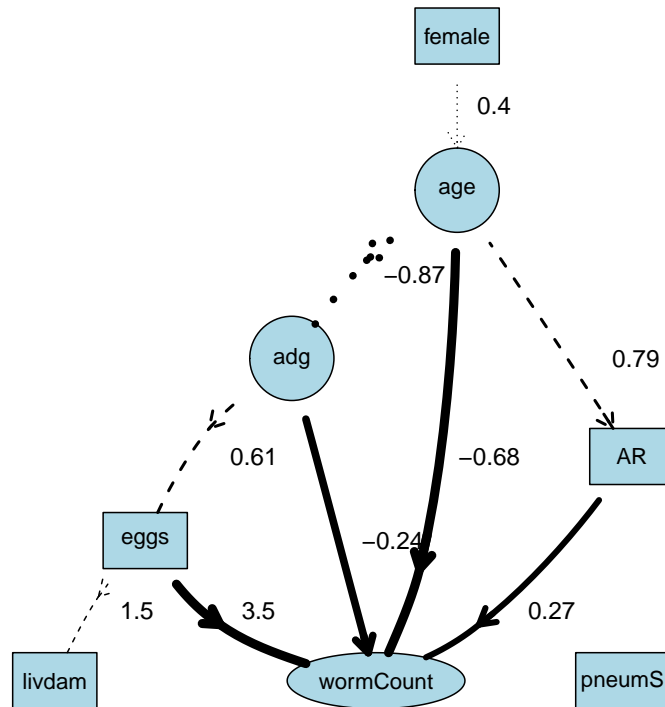 female
0.4
age
−0.87
adg
0.79
0.61
−0.68
AR
eggs
−0.24
1.5
3.5
0.27
livdam
wormCount
pneumS